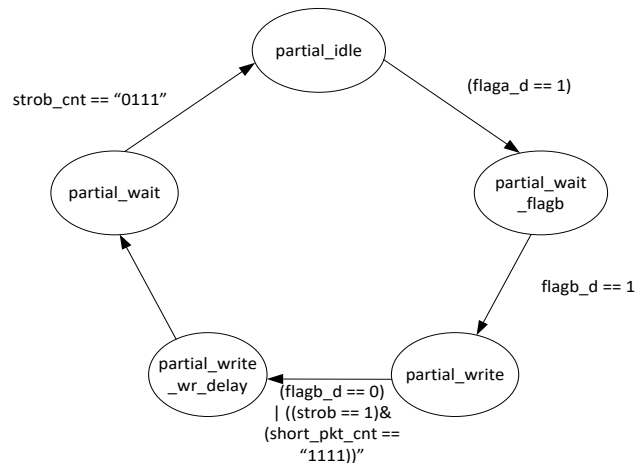 partial_idle
strob_cnt == “0111”
(flaga_d == 1)
partial_wait
partial_wait
_flagb
flagb_d == 1
partial_write
_wr_delay
partial_write
(flagb_d == 0)
| ((strob == 1)&
(short_pkt_cnt ==
“1111))”